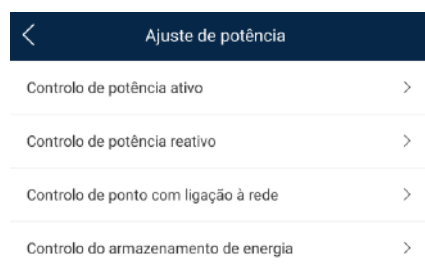 Ajuste de potência
Controlo de potência ativo
Controlo de potência reativo
Controlo de ponto com ligação à rede
Controlo do armazenamento de energia